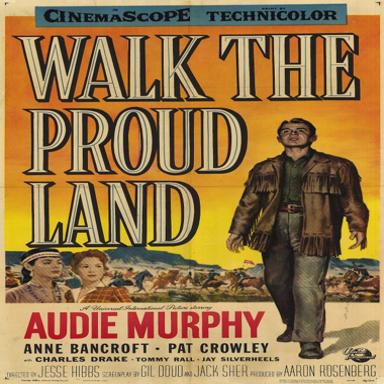 CINEMASCOPE IN PRINT BY TECHNICOLOR
WALK THE
PROUD
LAND
A Universal-International Picture starring
AUDIE MURPHY
ANNE BANCROFT · PAT CROWLEY
with CHARLES DRAKE · TOMMY RALL · JAY SILVERHEELS
DIRECTED BY JESSE HIBBS SCREENPLAY BY GIL DOUD AND JACK SHER PRODUCED BY AARON ROSENBERG